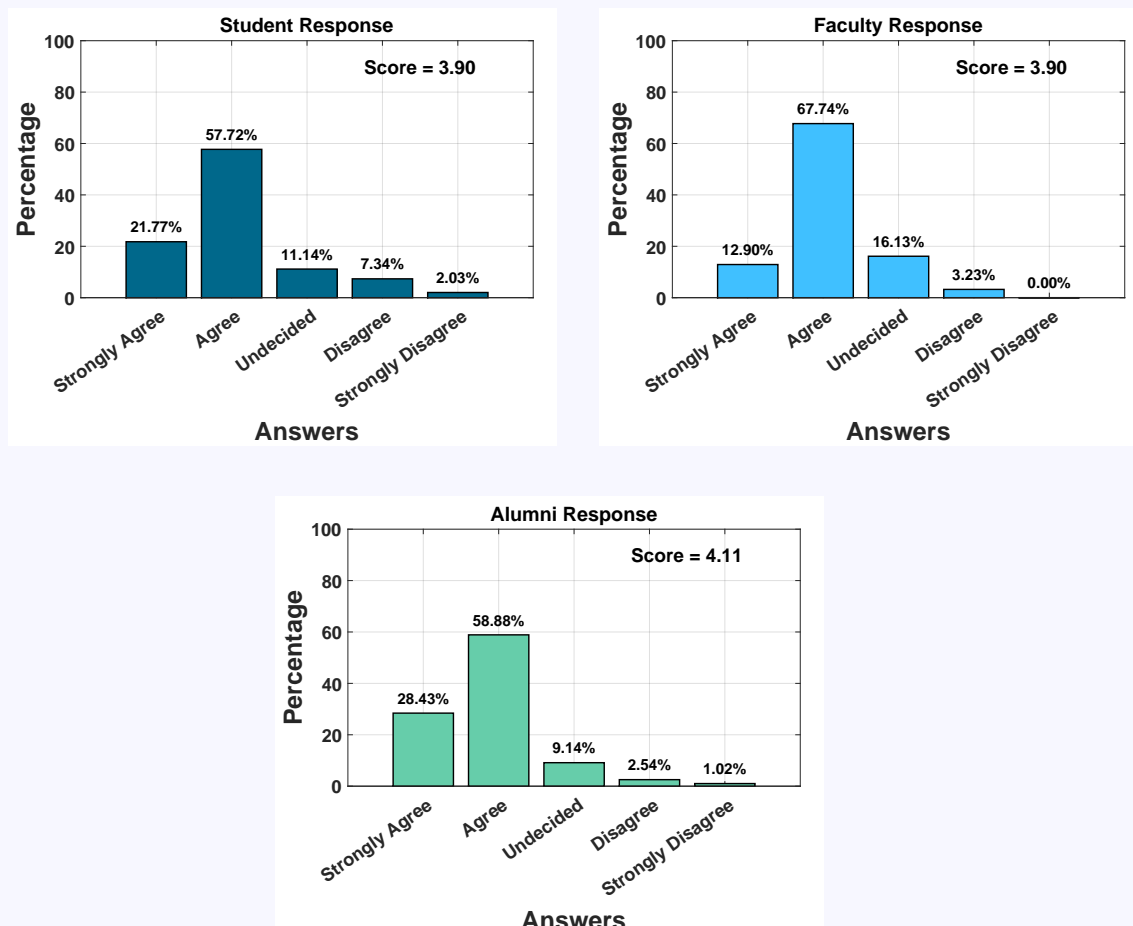 Student Response
Score = 3.90
100
80
60
40
20
0
Percentage
21.77%
57.72%
11.14%
7.34%
2.03%
Strongly Agree
Agree
Undecided
Disagree
Strongly Disagree
Answers
Faculty Response
Score = 3.90
100
80
60
40
20
0
Percentage
12.90%
67.74%
16.13%
3.23%
0.00%
Strongly Agree
Agree
Undecided
Disagree
Strongly Disagree
Answers
Alumni Response
Score = 4.11
100
80
60
40
20
0
Percentage
28.43%
58.88%
9.14%
2.54%
1.02%
Strongly Agree
Agree
Undecided
Disagree
Strongly Disagree
Answers